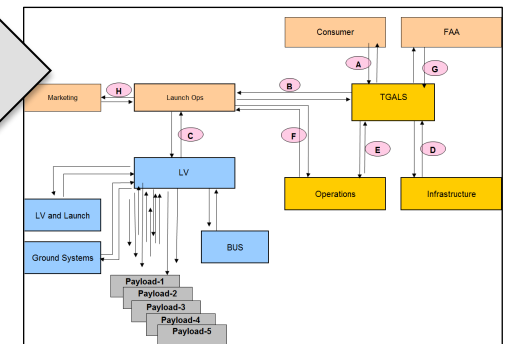 Consumer
FAA
A
G
Marketing
H
Launch Ops
B
TGALS
C
F
E
D
LV
Operations
Infrastructure
LV and Launch
Ground Systems
BUS
Payload-1
Payload-2
Payload-3
Payload-4
Payload-5